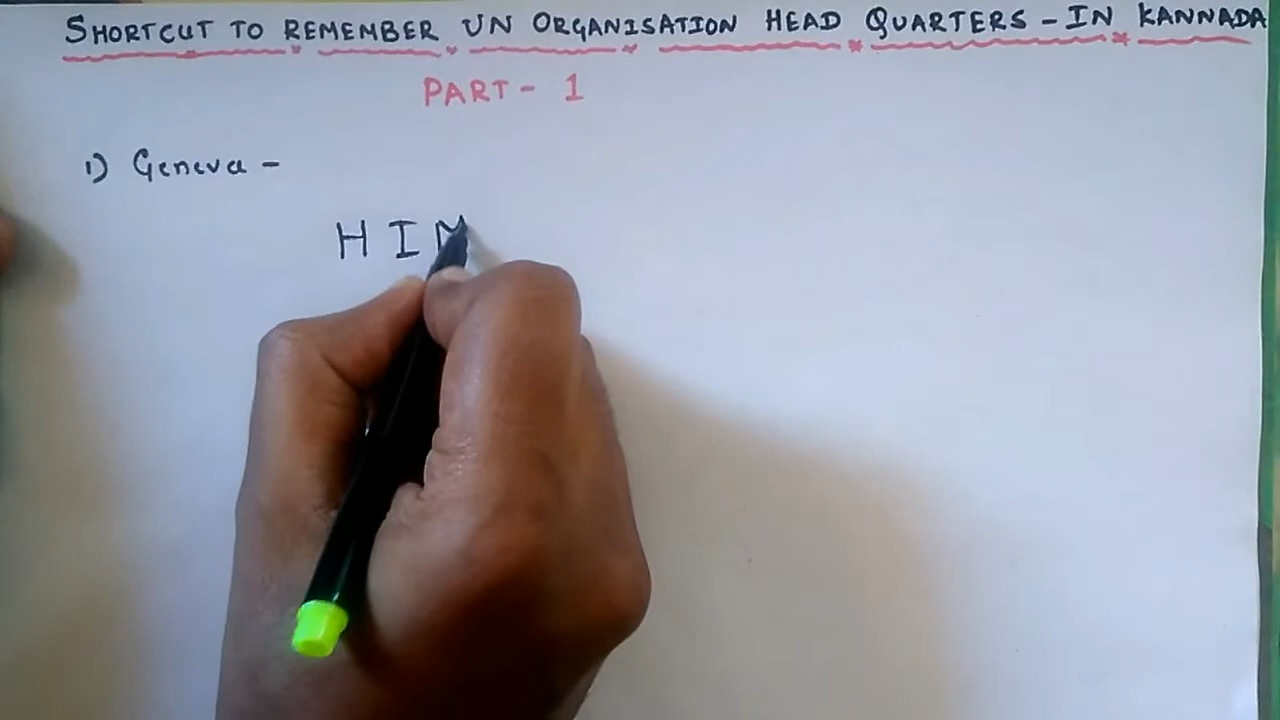 SHORTCUT TO REMEMBER UN ORGANISATION HEAD QUARTERS - IN KANNADA
PART - 1
1) Geneva -
H I M